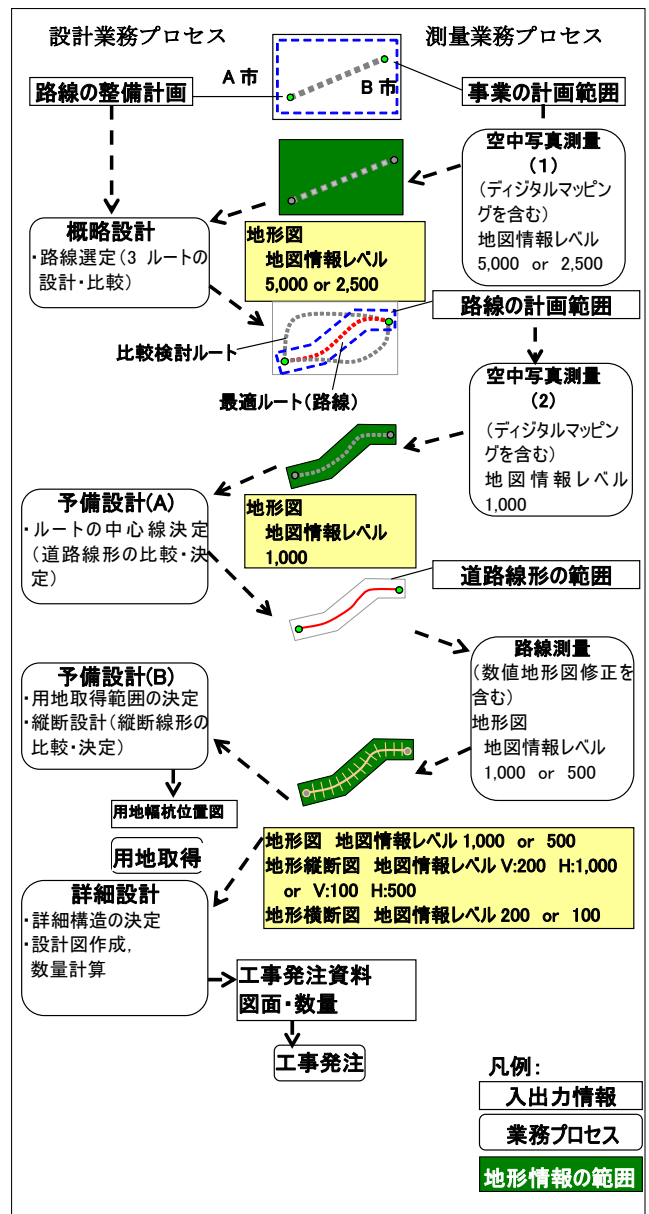 設計業務プロセス
測量業務プロセス
A 市
B 市
路線の整備計画
事業の計画範囲
空中写真測量
(1)
(ディジタルマッピン
グを含む)
地図情報レベル
5,000 or 2,500
概略設計
・路線選定(3 ルートの
設計・比較)
地形図
地図情報レベル
5,000 or 2,500
路線の計画範囲
比較検討ルート
最適ルート(路線)
空中写真測量
(2)
(ディジタルマッピン
グを含む)
地図情報レベル
1,000
予備設計(A)
・ルートの中心線決定
(道路線形の比較・決
定)
地形図
地図情報レベル
1,000
道路線形の範囲
路線測量
(数値地形図修正を
含む)
地形図
地図情報レベル
1,000 or 500
予備設計(B)
・用地取得範囲の決定
・縦断設計(縦断線形の
比較・決定)
用地幅杭位置図
用地取得
地形図 地図情報レベル 1,000 or 500
地形縦断図 地図情報レベル V:200 H:1,000
or V:100 H:500
地形横断図 地図情報レベル 200 or 100
詳細設計
・詳細構造の決定
・設計図作成,
数量計算
工事発注資料
図面・数量
工事発注
凡例:
入出力情報
業務プロセス
地形情報の範囲